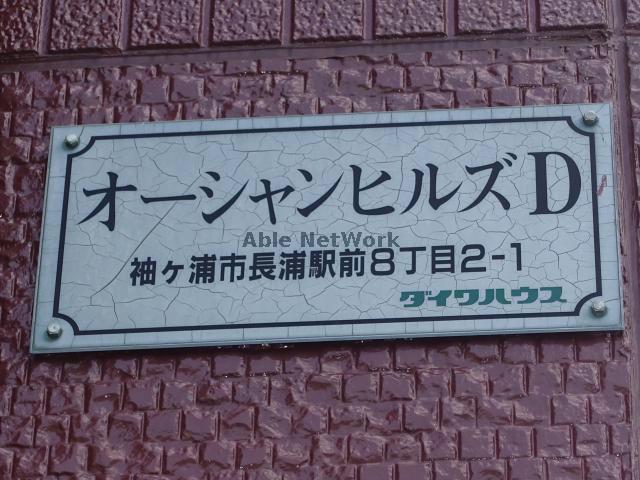 オーシャンヒルズD
Able NetWork
袖ヶ浦市長浦駅前8丁目2-1
ダイワハウス